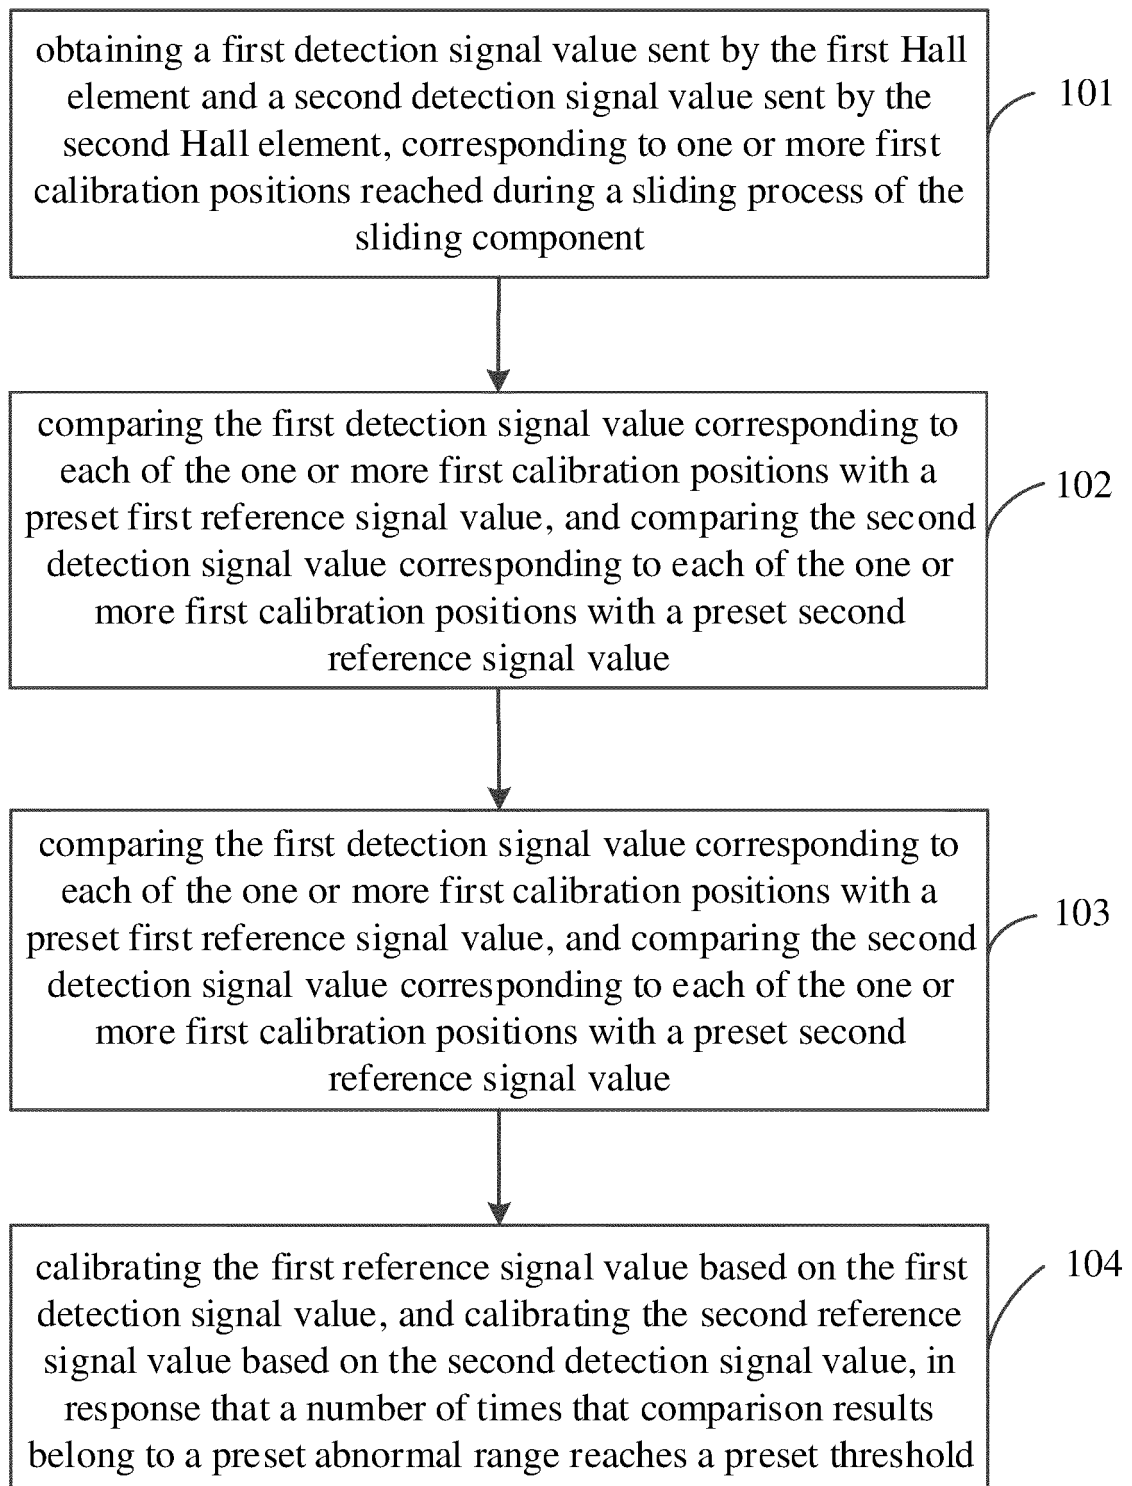 obtaining a first detection signal value sent by the first Hall
element and a second detection signal value sent by the
second Hall element, corresponding to one or more first
calibration positions reached during a sliding process of the
sliding component
101
comparing the first detection signal value corresponding to
each of the one or more first calibration positions with a
preset first reference signal value, and comparing the second
detection signal value corresponding to each of the one or
more first calibration positions with a preset second
reference signal value
102
comparing the first detection signal value corresponding to
each of the one or more first calibration positions with a
preset first reference signal value, and comparing the second
detection signal value corresponding to each of the one or
more first calibration positions with a preset second
reference signal value
103
calibrating the first reference signal value based on the first
detection signal value, and calibrating the second reference
signal value based on the second detection signal value, in
response that a number of times that comparison results
belong to a preset abnormal range reaches a preset threshold
104